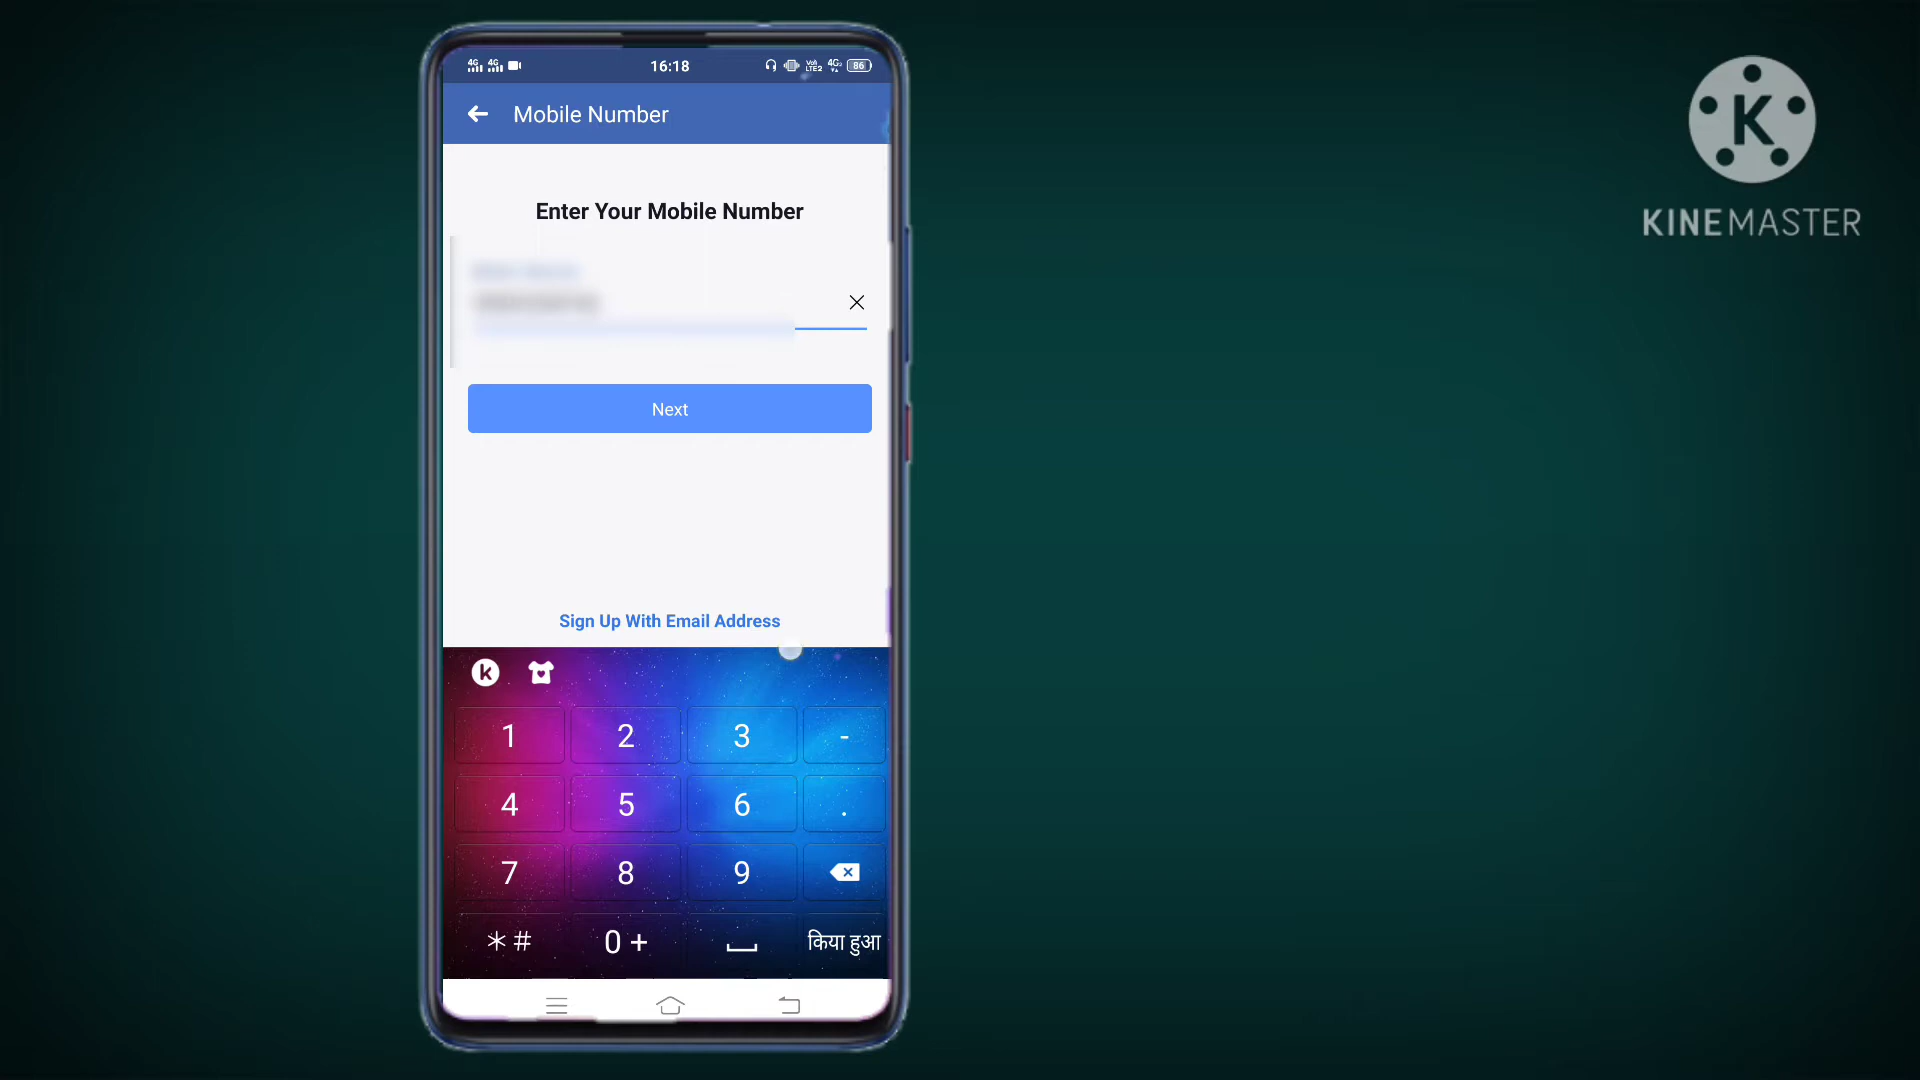 16:18
86
Mobile Number
Enter Your Mobile Number
Next
Sign Up With Email Address
1 2 3 -
4 5 6 .
7 8 9
* # 0 + किया हुआ
K
KINEMASTER